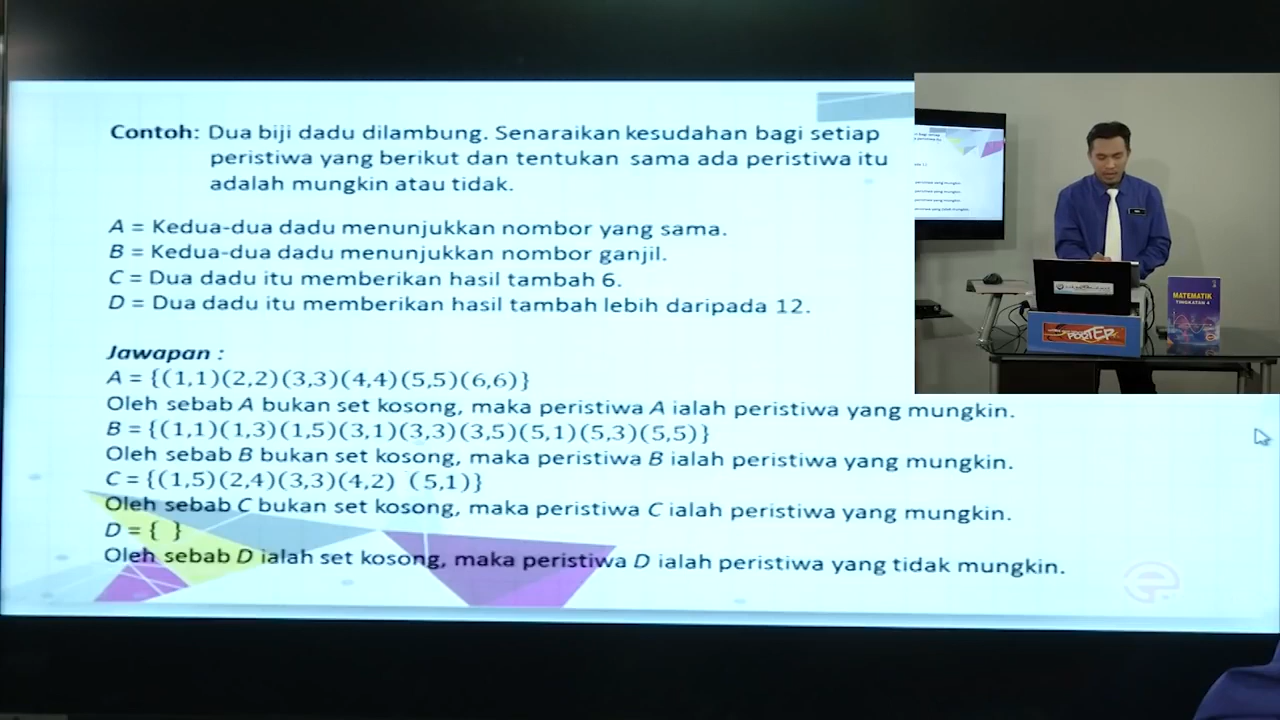 Contoh: Dua biji dadu dilambung. Senaraikan kesudahan bagi setiap
peristiwa yang berikut dan tentukan sama ada peristiwa itu
adalah mungkin atau tidak.
A = Kedua-dua dadu menunjukkan nombor yang sama.
B = Kedua-dua dadu menunjukkan nombor ganjil.
C = Dua dadu itu memberikan hasil tambah 6.
D = Dua dadu itu memberikan hasil tambah lebih daripada 12.
Jawapan :
A = {(1,1)(2,2)(3,3)(4,4)(5,5)(6,6)}
Oleh sebab A bukan set kosong, maka peristiwa A ialah peristiwa yang mungkin.
B = {(1,1)(1,3)(1,5)(3,1)(3,3)(3,5)(5,1)(5,3)(5,5)}
Oleh sebab B bukan set kosong, maka peristiwa B ialah peristiwa yang mungkin.
C = {(1,5)(2,4)(3,3)(4,2) (5,1)}
Oleh sebab C bukan set kosong, maka peristiwa C ialah peristiwa yang mungkin.
D = { }
Oleh sebab D ialah set kosong, maka peristiwa D ialah peristiwa yang tidak mungkin.
MATEMATIK
TINGKATAN 4